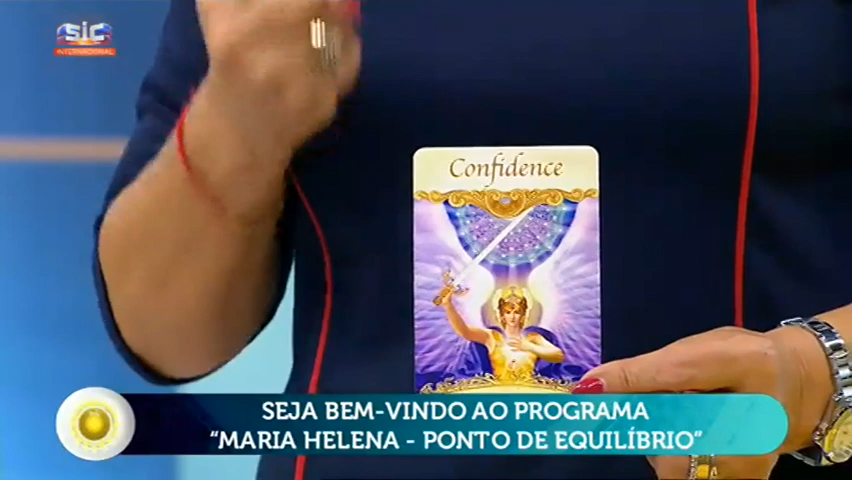 SIC
INTERNACIONAL
Confidence
SEJA BEM-VINDO AO PROGRAMA
"MARIA HELENA - PONTO DE EQUILÍBRIO"